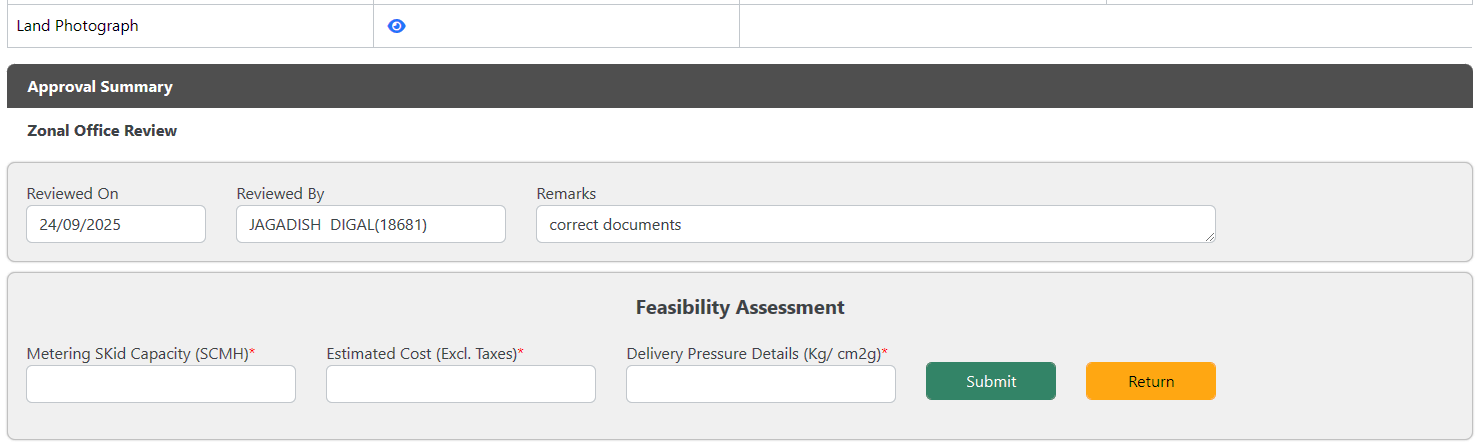 Land Photograph
Approval Summary
Zonal Office Review
Reviewed On
Reviewed By
Remarks
24/09/2025
JAGADISH  DIGAL(18681)
correct documents
Feasibility Assessment
Metering SKid Capacity (SCMH)*
Estimated Cost (Excl. Taxes)*
Delivery Pressure Details (Kg/ cm2g)*
Submit
Return